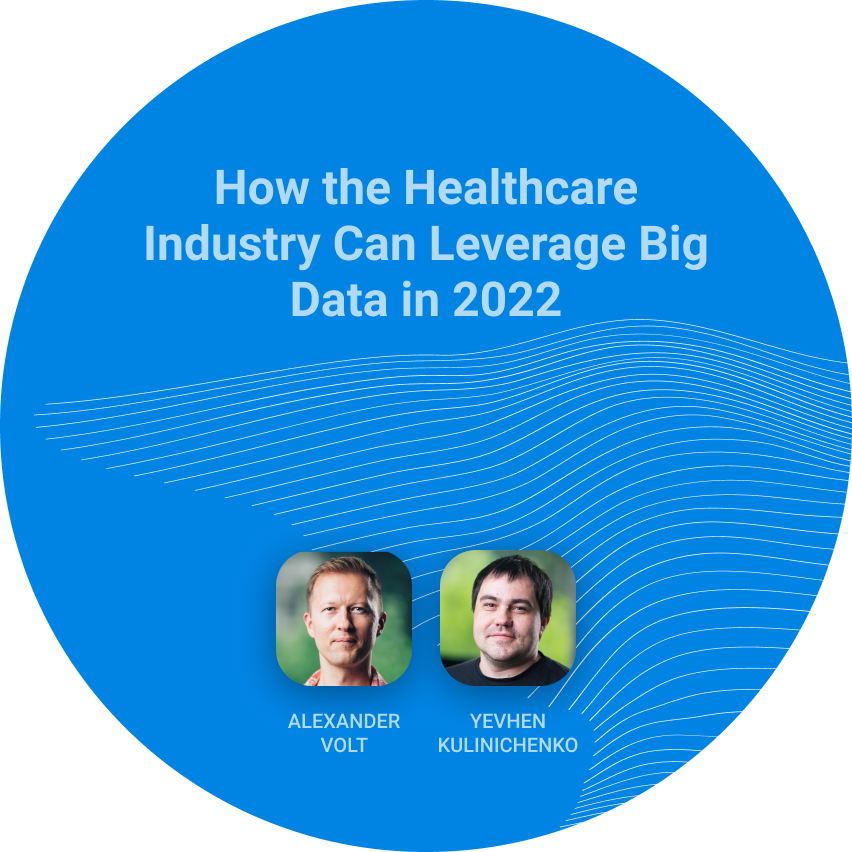 How the Healthcare
Industry Can Leverage Big
Data in 2022
ALEXANDER
VOLT
YEVHEN
KULINICHENKO